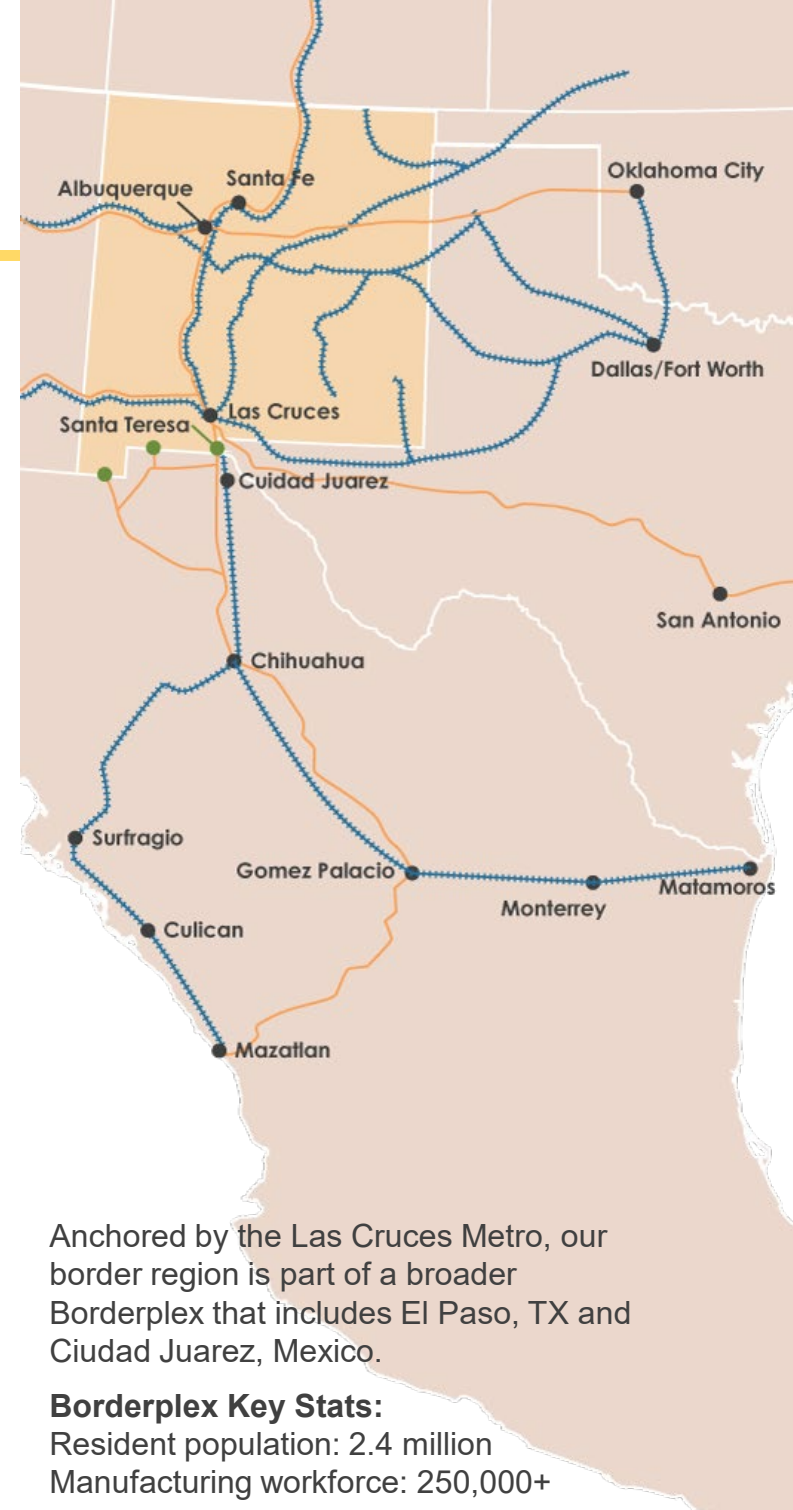 Santa Fe
Albuquerque
Oklahoma City
Dallas/Fort Worth
Las Cruces
Santa Teresa
Cuidad Juarez
San Antonio
Chihuahua
Surfragio
Gomez Palacio
Matamoros
Monterrey
Culican
Mazatlan
Anchored by the Las Cruces Metro, our
border region is part of a broader
Borderplex that includes El Paso, TX and
Ciudad Juarez, Mexico.
Borderplex Key Stats:
Resident population: 2.4 million
Manufacturing workforce: 250,000+